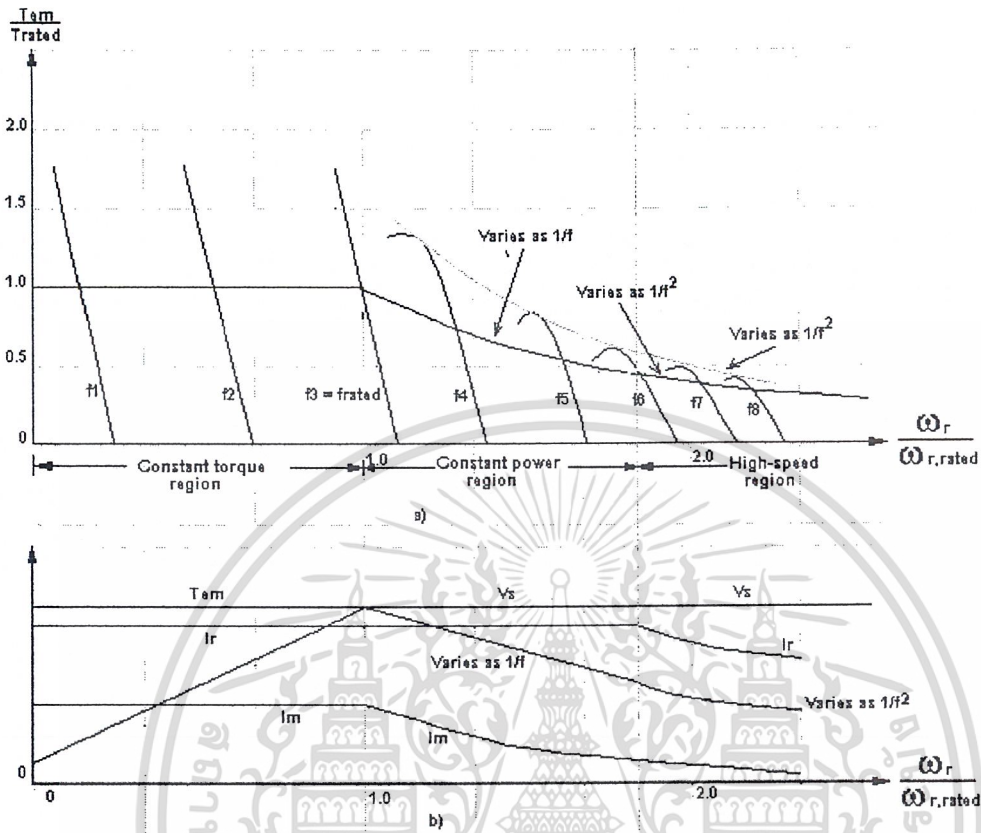 Tem
Trated
2.0
1.5
1.0
0.5
0
Varies as 1/f
Varies as 1/f²
Varies as 1/f²
f1
f2
f3 = frated
f4
f5
f6
f7
f8
1.0
2.0
ωr
ωr,rated
Constant torque region
Constant power region
High-speed region
a)
Tem
Vs
Vs
Ir
Ir
Varies as 1/f
Varies as 1/f²
Im
Im
0
0
1.0
2.0
ωr
ωr,rated
b)